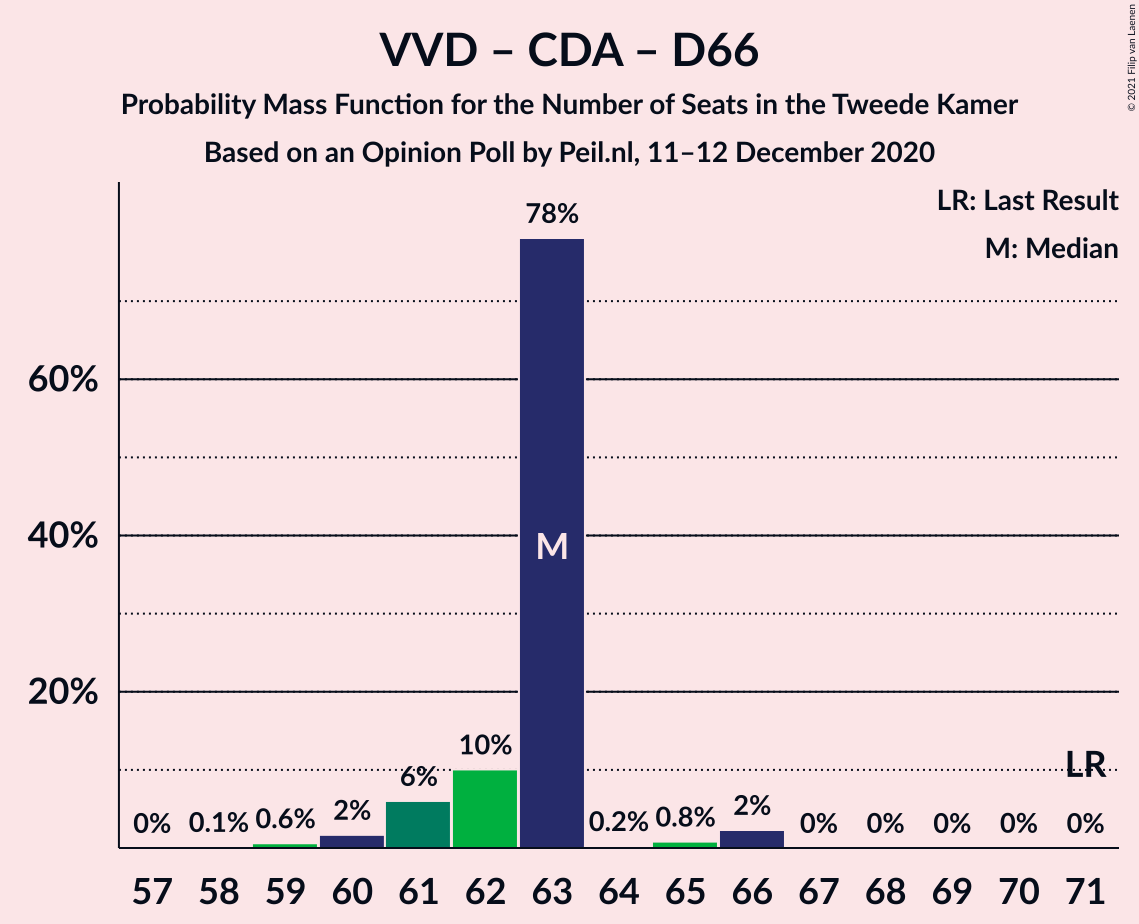 VVD – CDA – D66
Probability Mass Function for the Number of Seats in the Tweede Kamer
Based on an Opinion Poll by Peil.nl, 11–12 December 2020
© 2021 Filip van Laenen
LR: Last Result
M: Median
60%
40%
20%
0% 0.1% 0.6% 2% 6% 10% 78% 0.2% 0.8% 2% 0% 0% 0% 0% 0%
M
LR
57 58 59 60 61 62 63 64 65 66 67 68 69 70 71